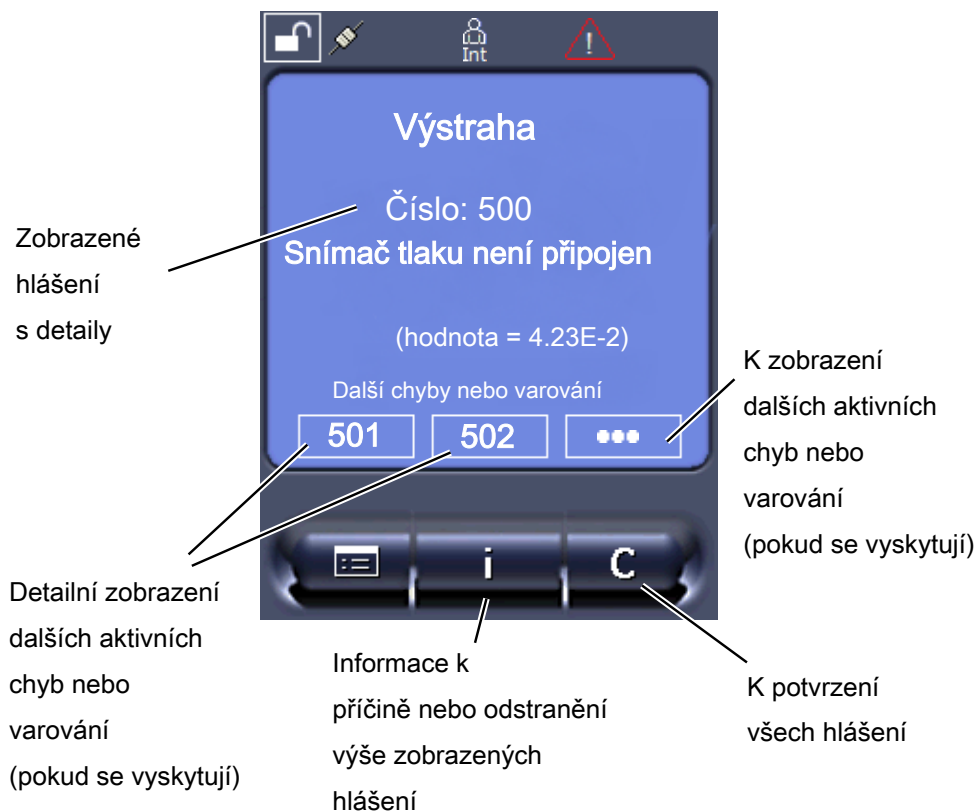 Int
Výstraha
Číslo: 500
Snímač tlaku není připojen
(hodnota = 4.23E-2)
Další chyby nebo varování
501
502
i
C
Zobrazené
hlášení
s detaily
K zobrazení
dalších aktivních
chyb nebo
varování
(pokud se vyskytují)
Detailní zobrazení
dalších aktivních
chyb nebo
varování
(pokud se vyskytují)
Informace k
příčině nebo odstranění
výše zobrazených
hlášení
K potvrzení
všech hlášení